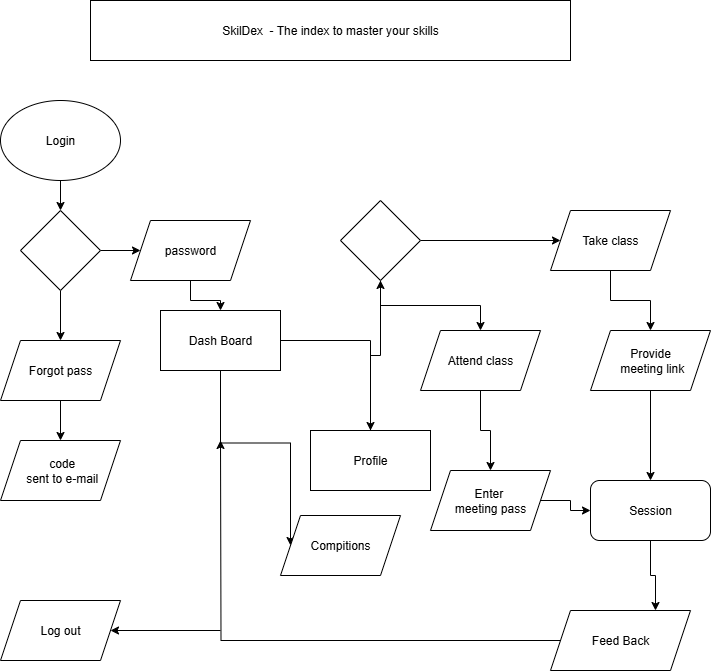 SkilDex - The index to master your skills
Login
password
Take class
Dash Board
Forgot pass
Attend class
Provide
meeting link
code
sent to e-mail
Profile
Enter
meeting pass
Session
Compitions
Log out
Feed Back